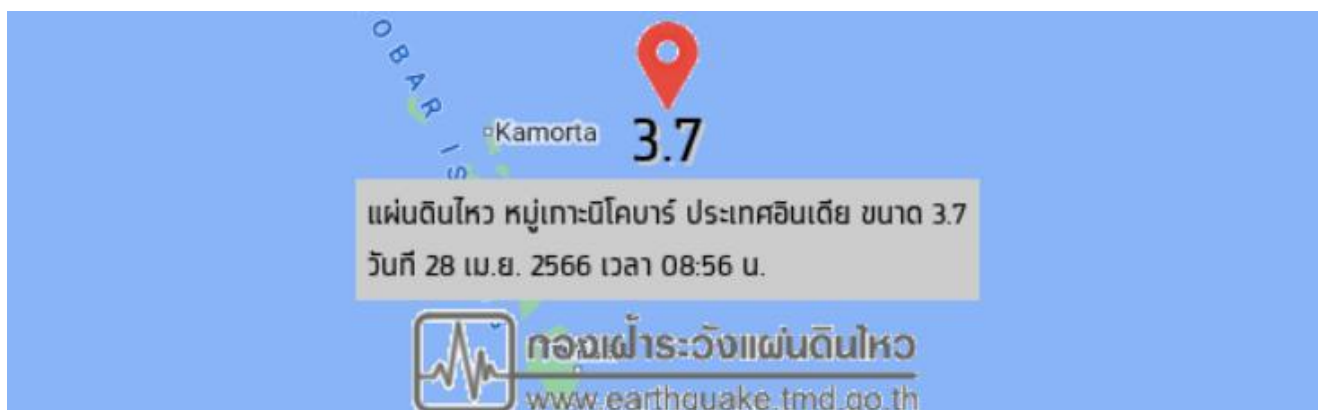 OBAR IS
Kamorta
3.7
แผ่นดินไหว หมู่เกาะนิโคบาร์ ประเทศอินเดีย ขนาด 3.7
วันที่ 28 เม.ย. 2566 เวลา 08:56 น.
กองเฝ้าระวังแผ่นดินไหว
www.earthquake.tmd.go.th